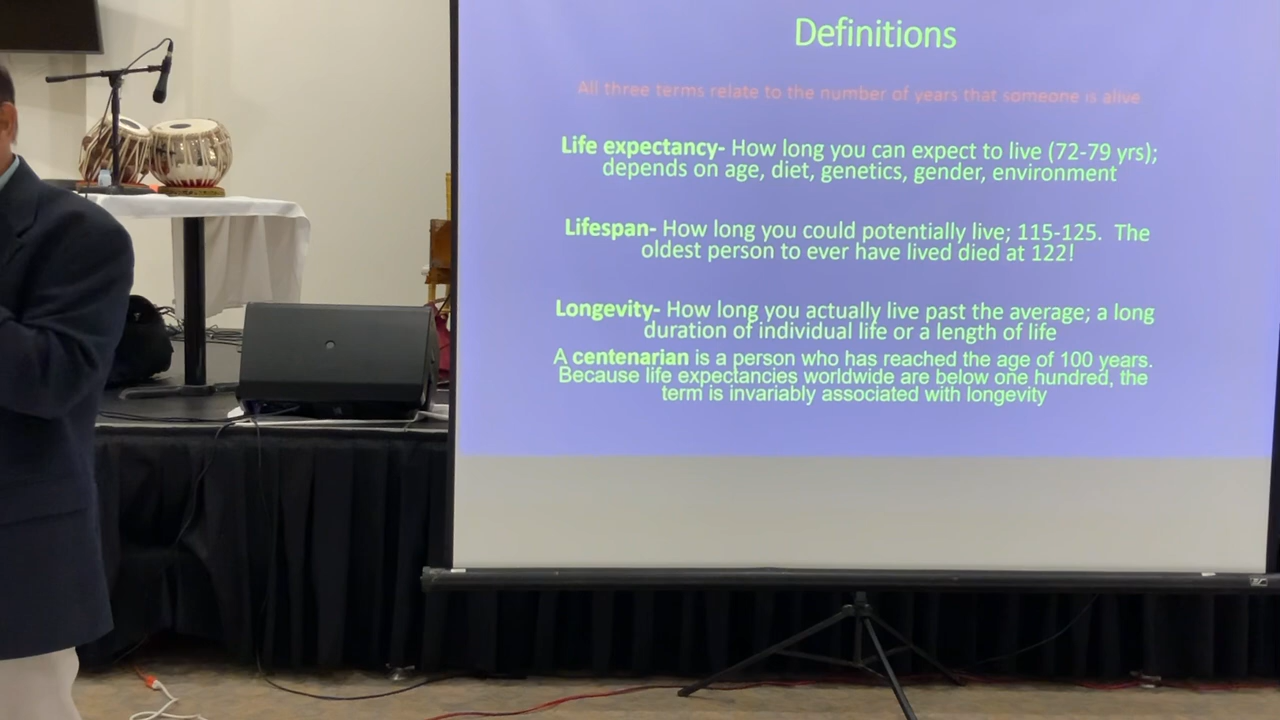 Definitions
All three terms relate to the number of years that someone is alive
Life expectancy- How long you can expect to live (72-79 yrs);
depends on age, diet, genetics, gender, environment
Lifespan- How long you could potentially live; 115-125. The
oldest person to ever have lived died at 122!
Longevity- How long you actually live past the average; a long
duration of individual life or a length of life
A centenarian is a person who has reached the age of 100 years.
Because life expectancies worldwide are below one hundred, the
term is invariably associated with longevity